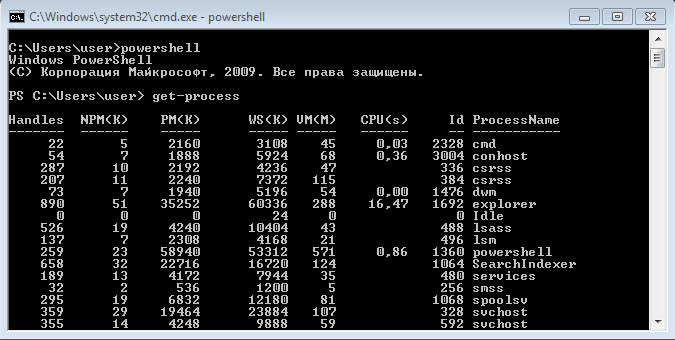 C:\Windows\system32\cmd.exe - powershell
C:\Users\user>powershell
Windows PowerShell
(C) Корпорация Майкрософт, 2009. Все права защищены.
PS C:\Users\user> get-process
Handles NPM(K) PM(K) WS(K) VM(M) CPU(s) Id ProcessName
------- ------ ----- ----- ----- ------ -- -----------
22 5 2160 3108 45 0,03 2328 cmd
54 7 1888 5924 68 0,36 3004 conhost
287 10 2192 4236 47 336 csrss
207 11 2240 7372 115 384 csrss
73 7 1940 5196 54 0,00 1476 dwm
890 51 35252 60336 288 16,47 1692 explorer
0 0 0 24 0 0 Idle
526 19 4240 10404 43 488 lsass
137 7 2308 4168 21 496 lsm
259 23 58940 53312 571 0,86 1360 powershell
658 32 22716 16720 124 1064 SearchIndexer
189 13 4172 7944 35 480 services
32 2 536 1200 5 256 smss
295 19 6832 12180 81 1068 spoolsv
359 29 19464 23884 107 328 svchost
355 14 4248 9888 59 592 svchost